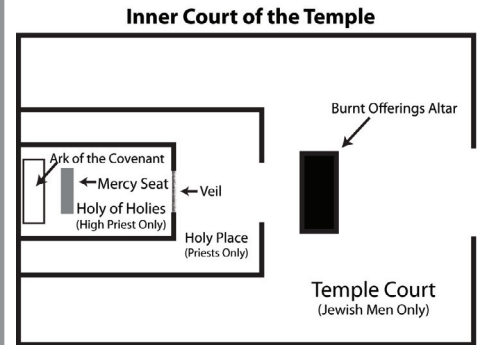 Inner Court of the Temple
Burnt Offerings Altar
Ark of the Covenant
Mercy Seat
Veil
Holy of Holies
(High Priest Only)
Holy Place
(Priests Only)
Temple Court
(Jewish Men Only)